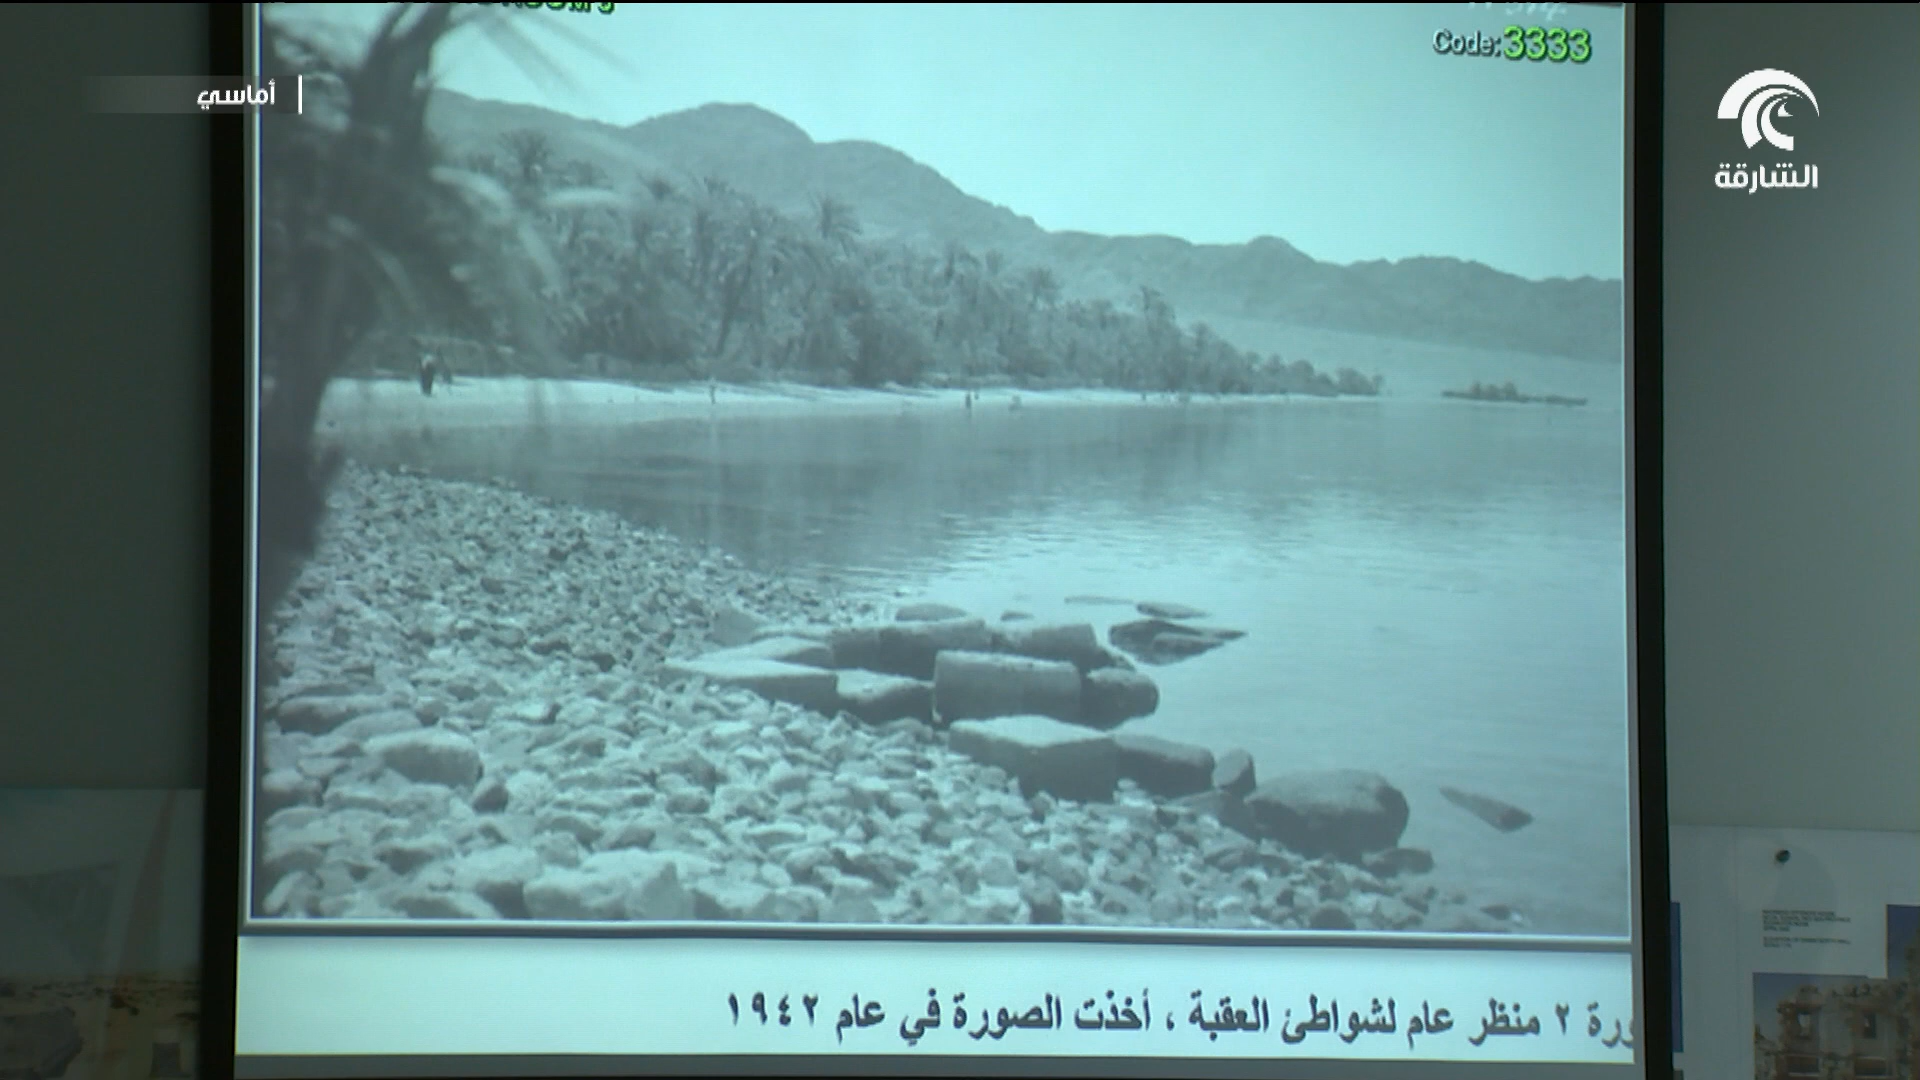 Code:3333
أماسي
الشارقة
ورة ٢ منظر عام لشواطئ العقبة ، أخذت الصورة في عام ١٩٤٢